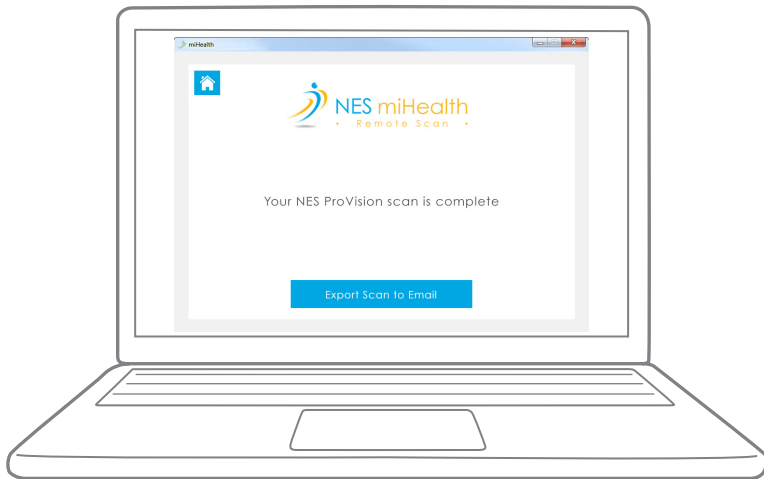 miHealth
NES miHealth
• Remote Scan •
Your NES ProVision scan is complete
Export Scan to Email